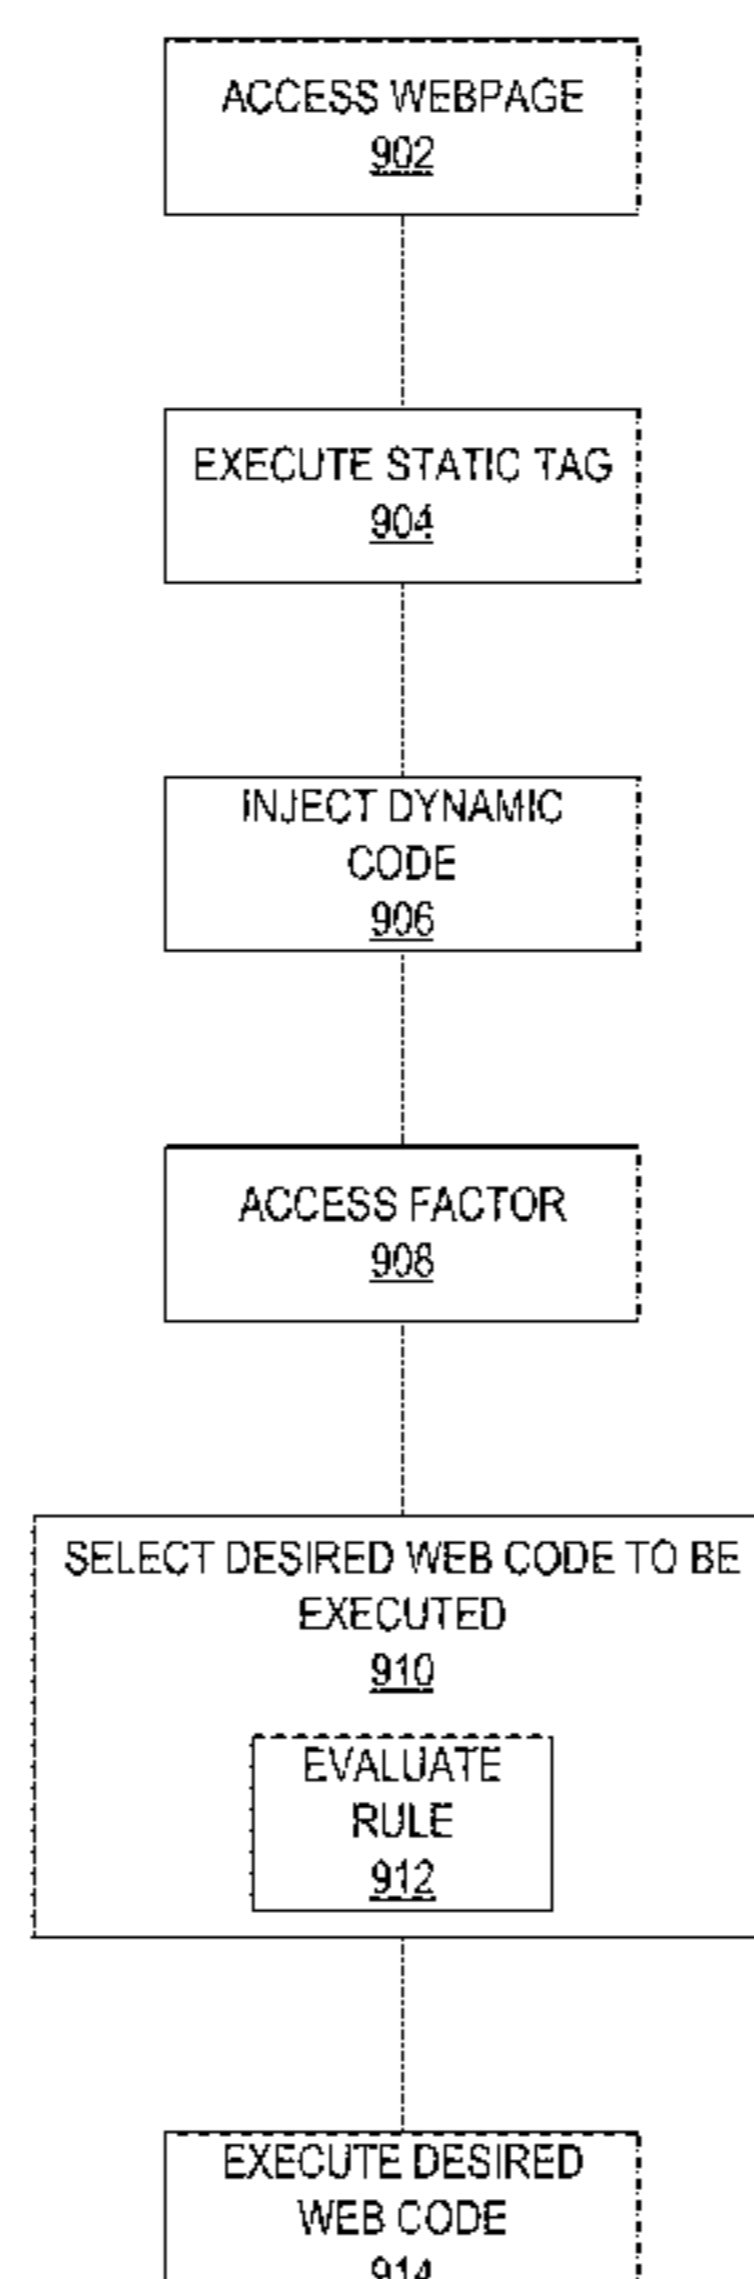 ACCESS WEBPAGE
902
EXECUTE STATIC TAG
904
INJECT DYNAMIC
CODE
906
ACCESS FACTOR
908
SELECT DESIRED WEB CODE TO BE
EXECUTED
910
EVALUATE
RULE
912
EXECUTE DESIRED
WEB CODE
914